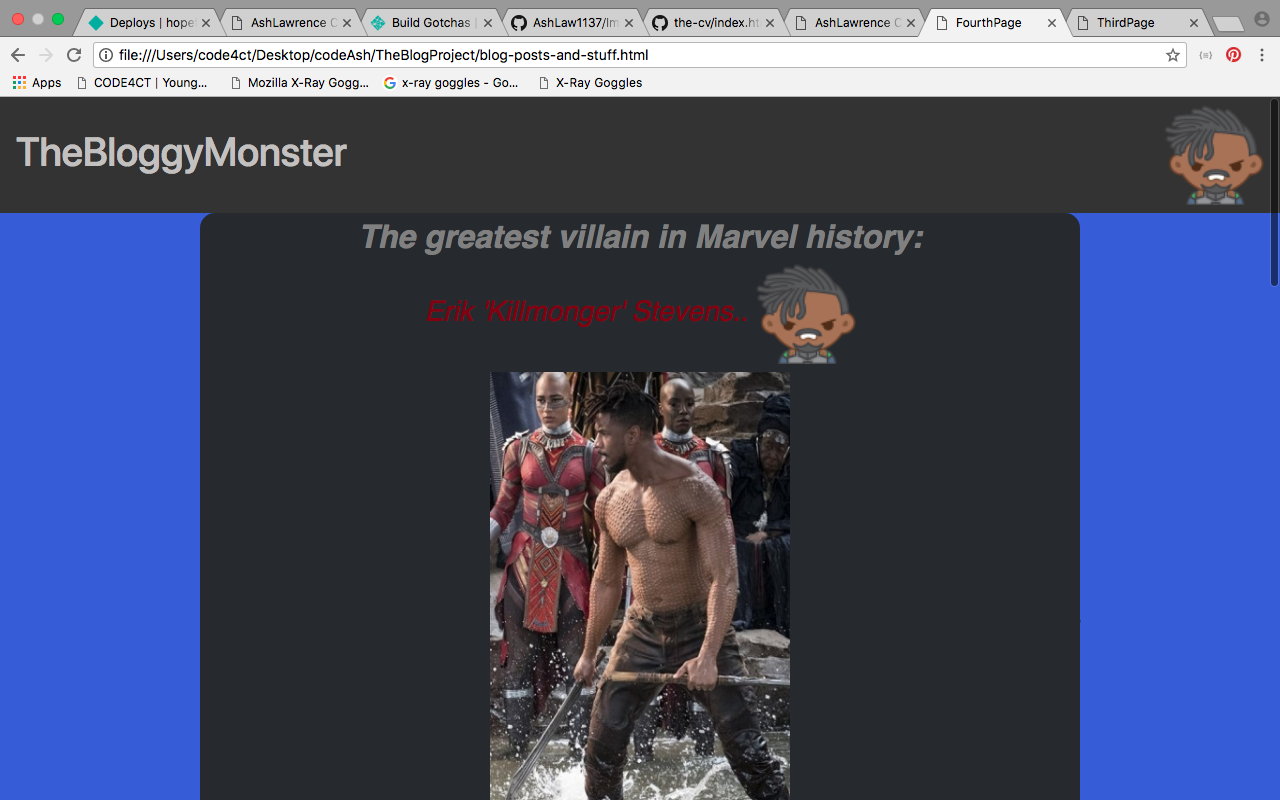 Deploys | hope
AshLawrence C
Build Gotchas
AshLaw1137/Im
the-cv/index.ht
AshLawrence C
FourthPage
ThirdPage
file:///Users/code4ct/Desktop/codeAsh/TheBlogProject/blog-posts-and-stuff.html
Apps CODE4CT | Young... Mozilla X-Ray Gogg... x-ray goggles - Go... X-Ray Goggles
TheBloggyMonster
The greatest villain in Marvel history:
Erik 'Killmonger' Stevens..